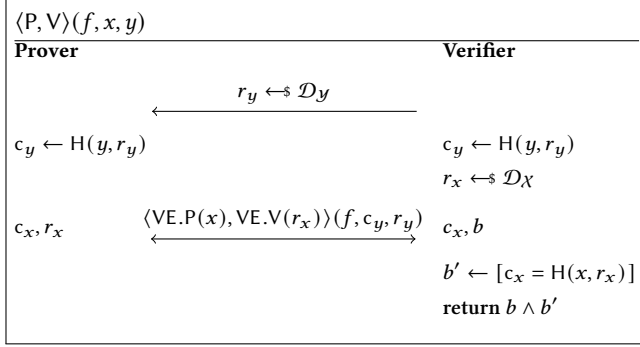 ⟨P, V⟩(f, x, y)
Prover Verifier
r_y ←$ 𝒟_𝒴
c_y ← H(y, r_y) c_y ← H(y, r_y)
r_x ←$ 𝒟_𝒳
c_x, r_x ⟨VE.P(x), VE.V(r_x)⟩(f, c_y, r_y) c_x, b
b′ ← [c_x = H(x, r_x)]
return b ∧ b′